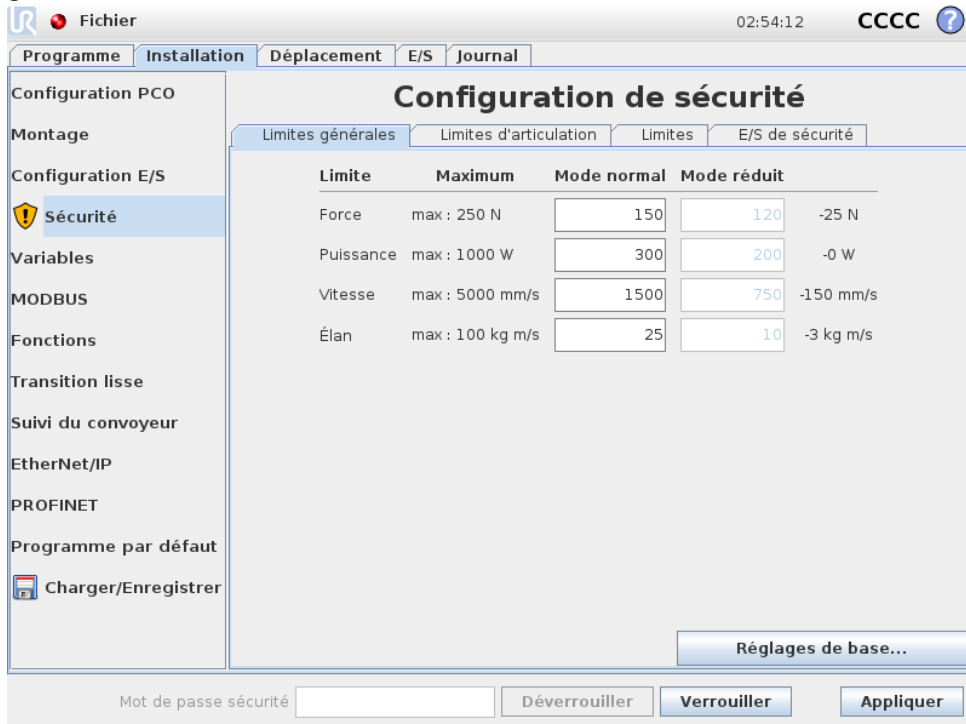 Fichier 02:54:12 CCCC ?
Programme Installation Déplacement E/S Journal
Configuration PCO
Montage
Configuration E/S
Sécurité
Variables
MODBUS
Fonctions
Transition lisse
Suivi du convoyeur
EtherNet/IP
PROFINET
Programme par défaut
Charger/Enregistrer
Configuration de sécurité
Limites générales Limites d'articulation Limites E/S de sécurité
Limite Maximum Mode normal Mode réduit
Force max : 250 N 150 120 -25 N
Puissance max : 1000 W 300 200 -0 W
Vitesse max : 5000 mm/s 1500 750 -150 mm/s
Élan max : 100 kg m/s 25 10 -3 kg m/s
Réglages de base...
Mot de passe sécurité Déverrouiller Verrouiller Appliquer